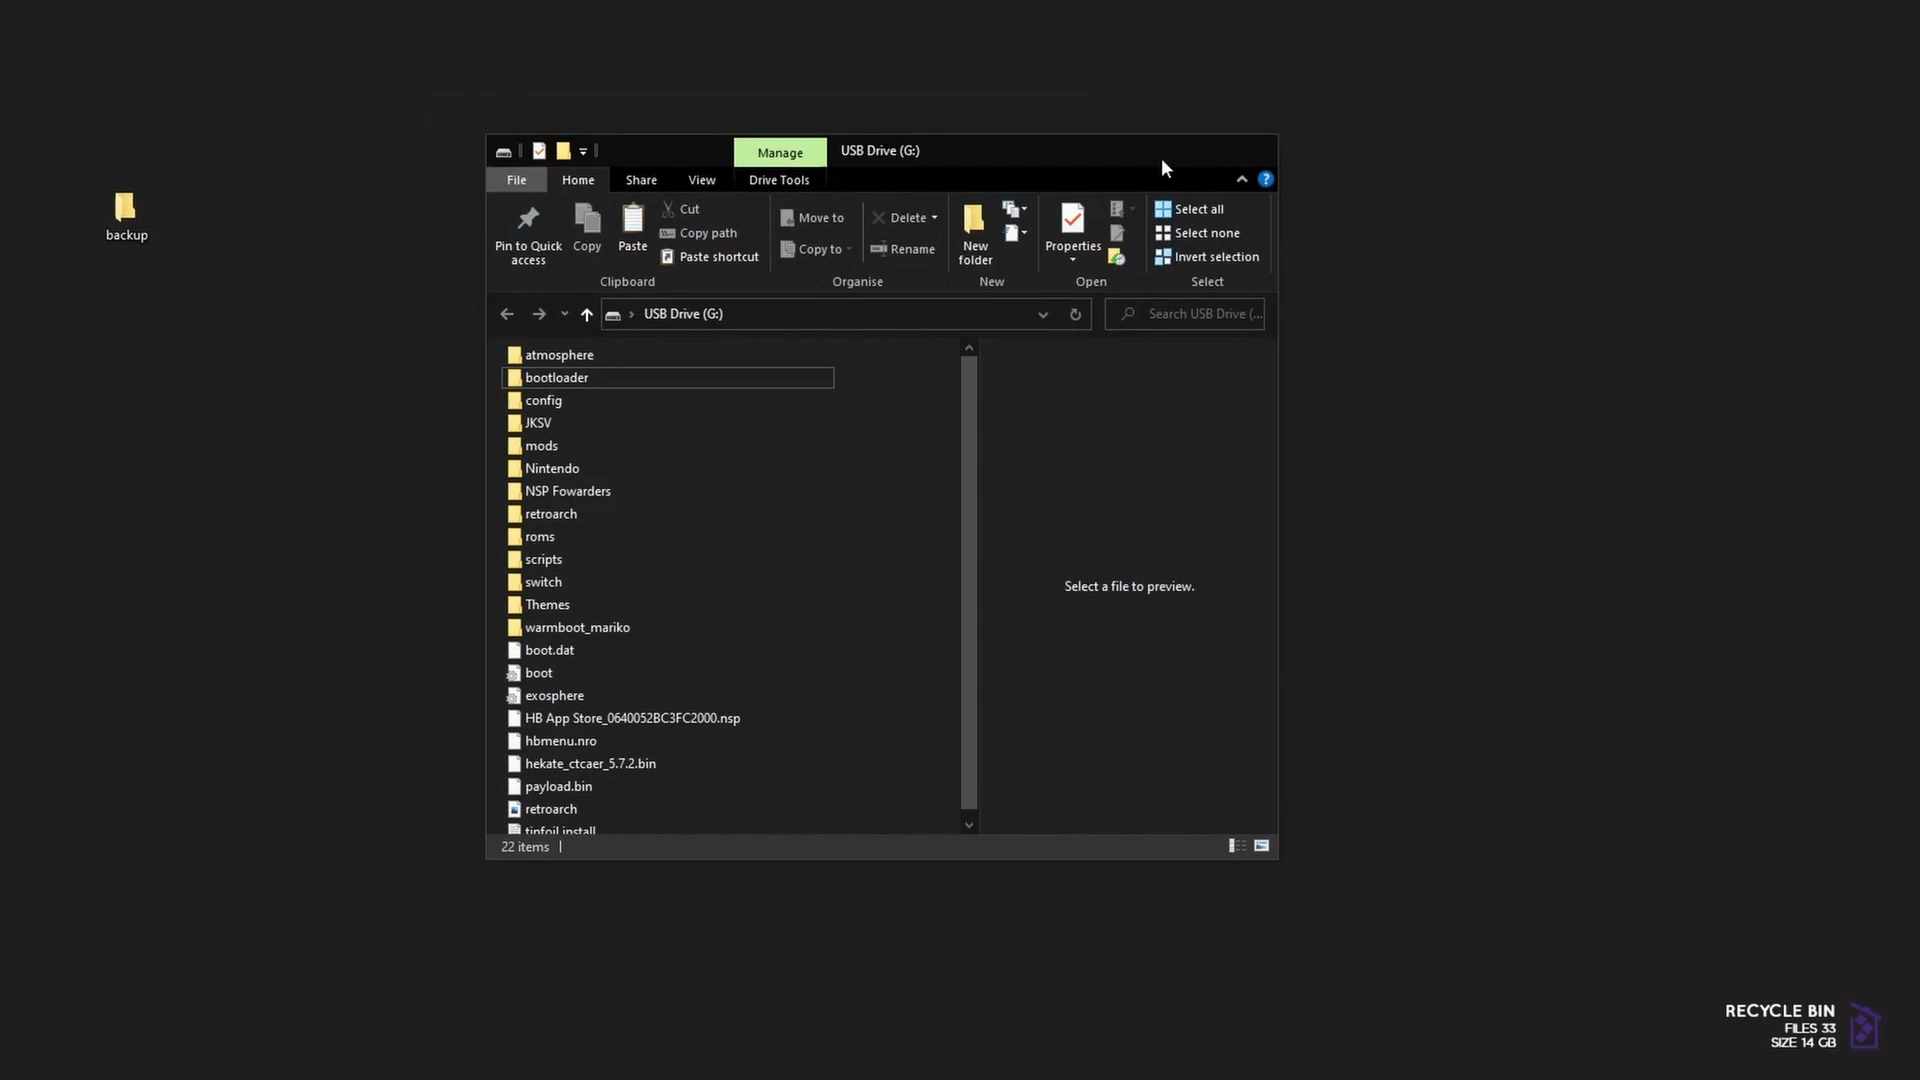 backup
Manage
USB Drive (G:)
File
Home
Share
View
Drive Tools
?
Pin to Quick
access
Copy
Paste
Cut
Copy path
Paste shortcut
Clipboard
Move to
Copy to
Delete
Rename
Organise
New
folder
New
Properties
Open
Select all
Select none
Invert selection
Select
USB Drive (G:)
Search USB Drive (...
atmosphere
bootloader
config
JKSV
mods
Nintendo
NSP Fowarders
retroarch
roms
scripts
switch
Themes
warmboot_mariko
boot.dat
boot
exosphere
HB App Store_0640052BC3FC2000.nsp
hbmenu.nro
hekate_ctcaer_5.7.2.bin
payload.bin
retroarch
tinfoil.install
Select a file to preview.
22 items
RECYCLE BIN
FILES 33
SIZE 14 GB